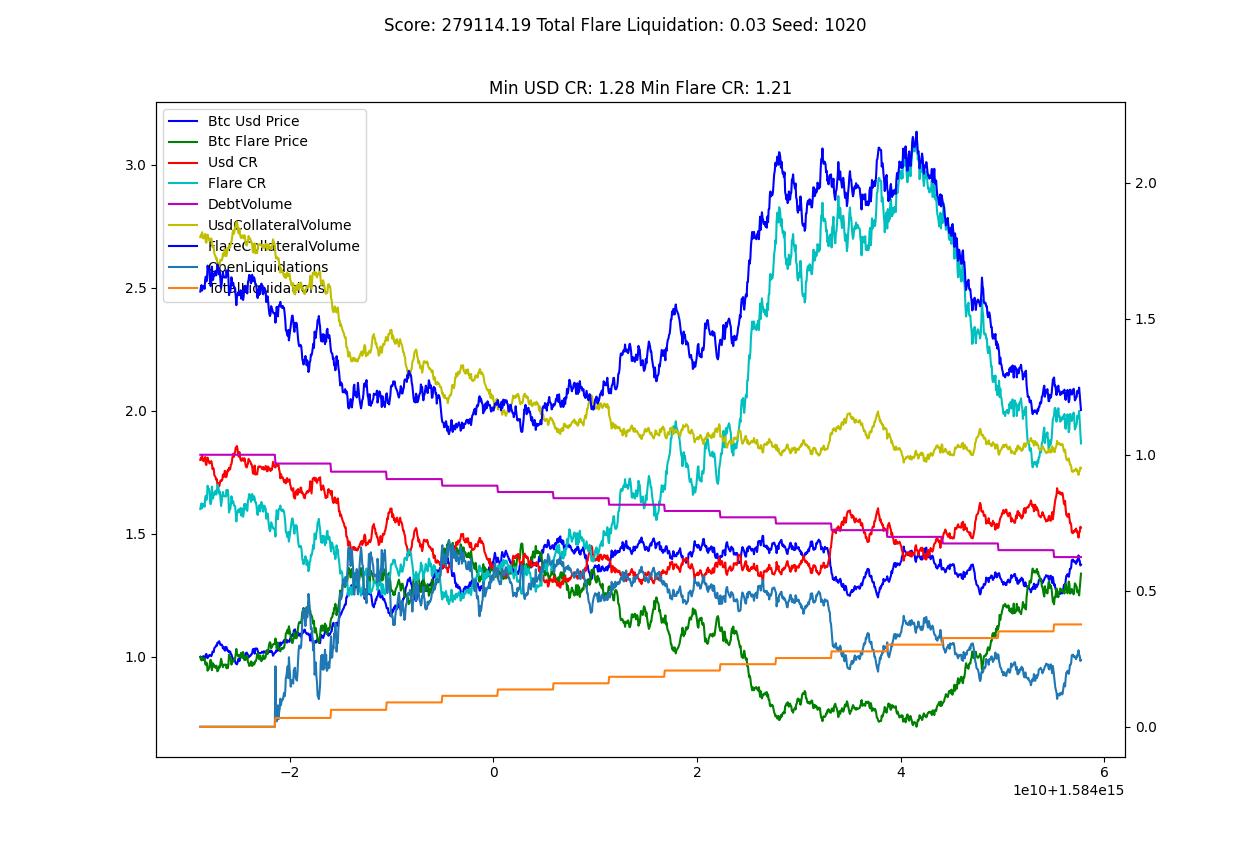 Score: 279114.19 Total Flare Liquidation: 0.03 Seed: 1020
Min USD CR: 1.28 Min Flare CR: 1.21
Btc Usd Price
Btc Flare Price
Usd CR
Flare CR
DebtVolume
UsdCollateralVolume
FlareCollateralVolume
OpenLiquidations
TotalLiquidations
3.0
2.5
2.0
1.5
1.0
2.0
1.5
1.0
0.5
0.0
−2
0
2
4
6
1e10+1.584e15